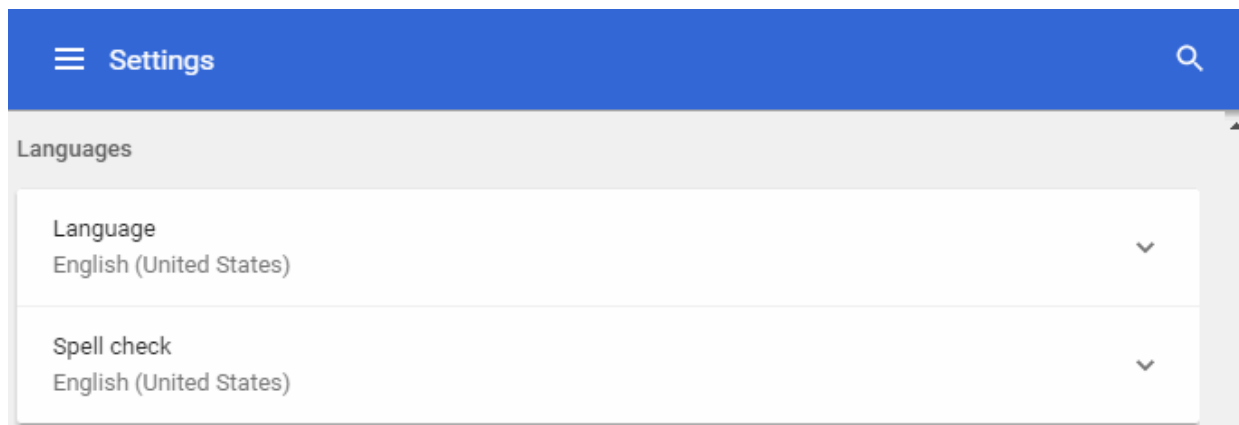 Settings
Languages
Language
English (United States)
Spell check
English (United States)